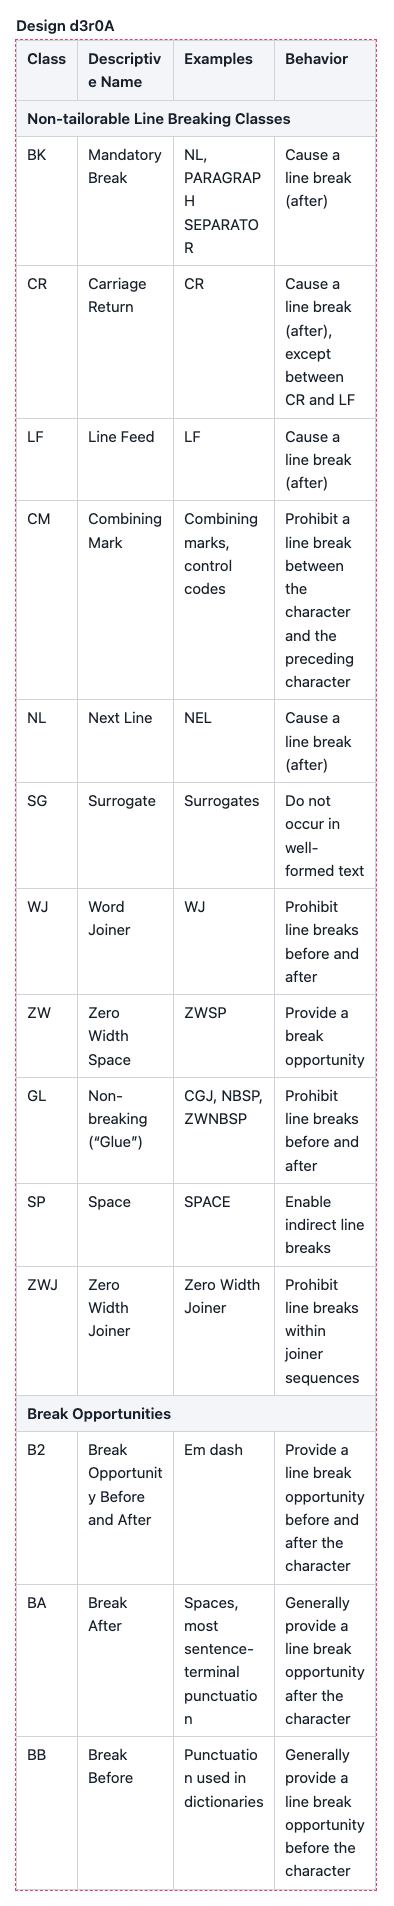 Design d3r0A
Class
Descriptiv
e Name
Examples
Behavior
Non-tailorable Line Breaking Classes
BK
Mandatory
Break
NL,
PARAGRAP
H
SEPARATO
R
Cause a
line break
(after)
CR
Carriage
Return
CR
Cause a
line break
(after),
except
between
CR and LF
LF
Line Feed
LF
Cause a
line break
(after)
CM
Combining
Mark
Combining
marks,
control
codes
Prohibit a
line break
between
the
character
and the
preceding
character
NL
Next Line
NEL
Cause a
line break
(after)
SG
Surrogate
Surrogates
Do not
occur in
well-
formed text
WJ
Word
Joiner
WJ
Prohibit
line breaks
before and
after
ZW
Zero
Width
Space
ZWSP
Provide a
break
opportunity
GL
Non-
breaking
(“Glue”)
CGJ, NBSP,
ZWNBSP
Prohibit
line breaks
before and
after
SP
Space
SPACE
Enable
indirect line
breaks
ZWJ
Zero
Width
Joiner
Zero Width
Joiner
Prohibit
line breaks
within
joiner
sequences
Break Opportunities
B2
Break
Opportunit
y Before
and After
Em dash
Provide a
line break
opportunity
before and
after the
character
BA
Break
After
Spaces,
most
sentence-
terminal
punctuatio
n
Generally
provide a
line break
opportunity
after the
character
BB
Break
Before
Punctuatio
n used in
dictionaries
Generally
provide a
line break
opportunity
before the
character